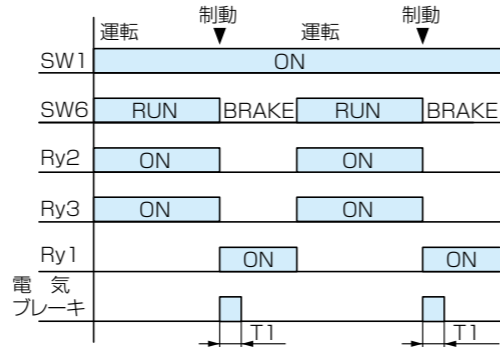 運転 制動 運転 制動
SW1 ON
SW6 RUN BRAKE RUN BRAKE
Ry2 ON ON
Ry3 ON ON
Ry1 ON ON
電 気
ブレーキ
T1 T1